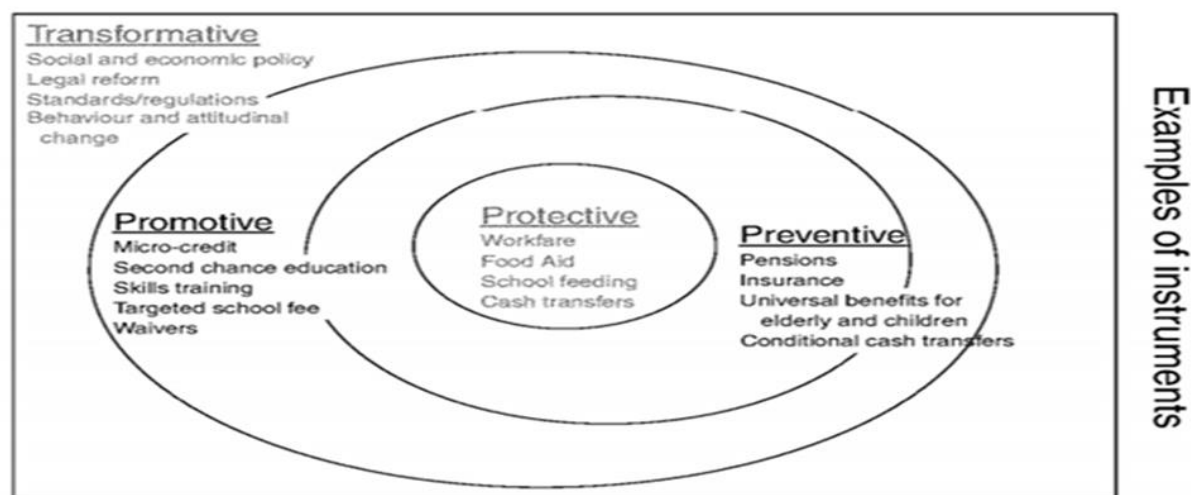 Transformative
Social and economic policy
Legal reform
Standards/regulations
Behaviour and attitudinal
change
Promotive
Micro-credit
Second chance education
Skills training
Targeted school fee
Waivers
Protective
Workfare
Food Aid
School feeding
Cash transfers
Preventive
Pensions
Insurance
Universal benefits for
elderly and children
Conditional cash transfers
Examples of instruments